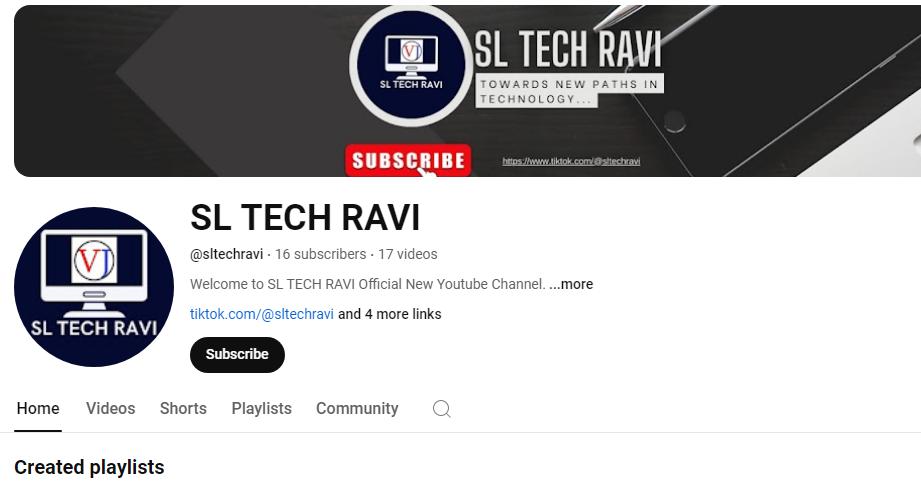 VJ
SL TECH RAVI
SL TECH RAVI
TOWARDS NEW PATHS IN
TECHNOLOGY...
SUBSCRIBE
https://www.tiktok.com/@sltechravi
VJ
SL TECH RAVI
SL TECH RAVI
@sltechravi · 16 subscribers · 17 videos
Welcome to SL TECH RAVI Official New Youtube Channel. ...more
tiktok.com/@sltechravi and 4 more links
Subscribe
Home Videos Shorts Playlists Community
Created playlists